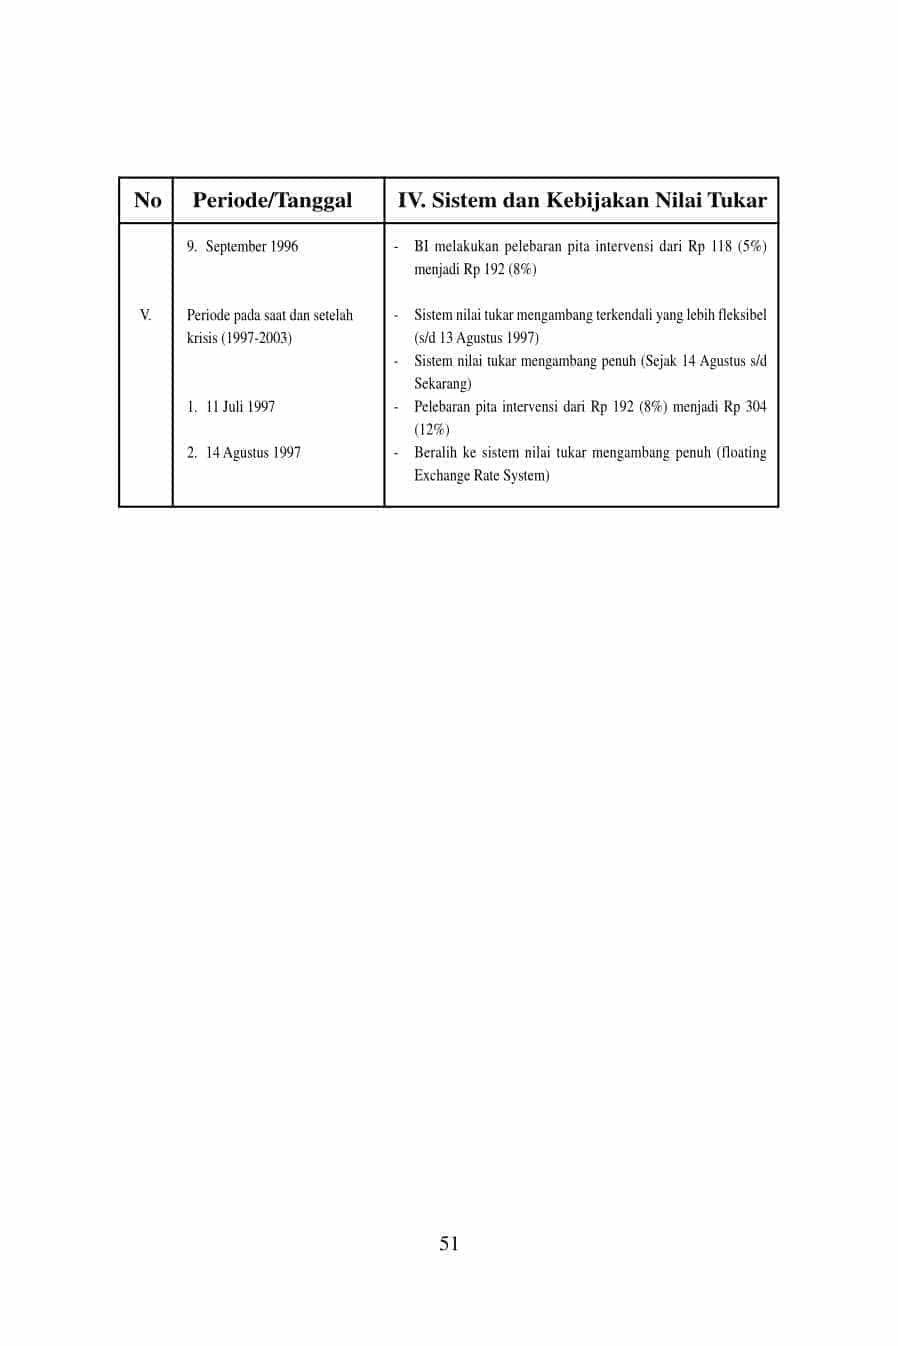 No Periode/Tanggal IV. Sistem dan Kebijakan Nilai Tukar
9. September 1996 - BI melakukan pelebaran pita intervensi dari Rp 118 (5%)
menjadi Rp 192 (8%)
V. Periode pada saat dan setelah - Sistem nilai tukar mengambang terkendali yang lebih fleksibel
krisis (1997-2003) (s/d 13 Agustus 1997)
- Sistem nilai tukar mengambang penuh (Sejak 14 Agustus s/d
Sekarang)
1. 11 Juli 1997 - Pelebaran pita intervensi dari Rp 192 (8%) menjadi Rp 304
(12%)
2. 14 Agustus 1997 - Beralih ke sistem nilai tukar mengambang penuh (floating
Exchange Rate System)
51